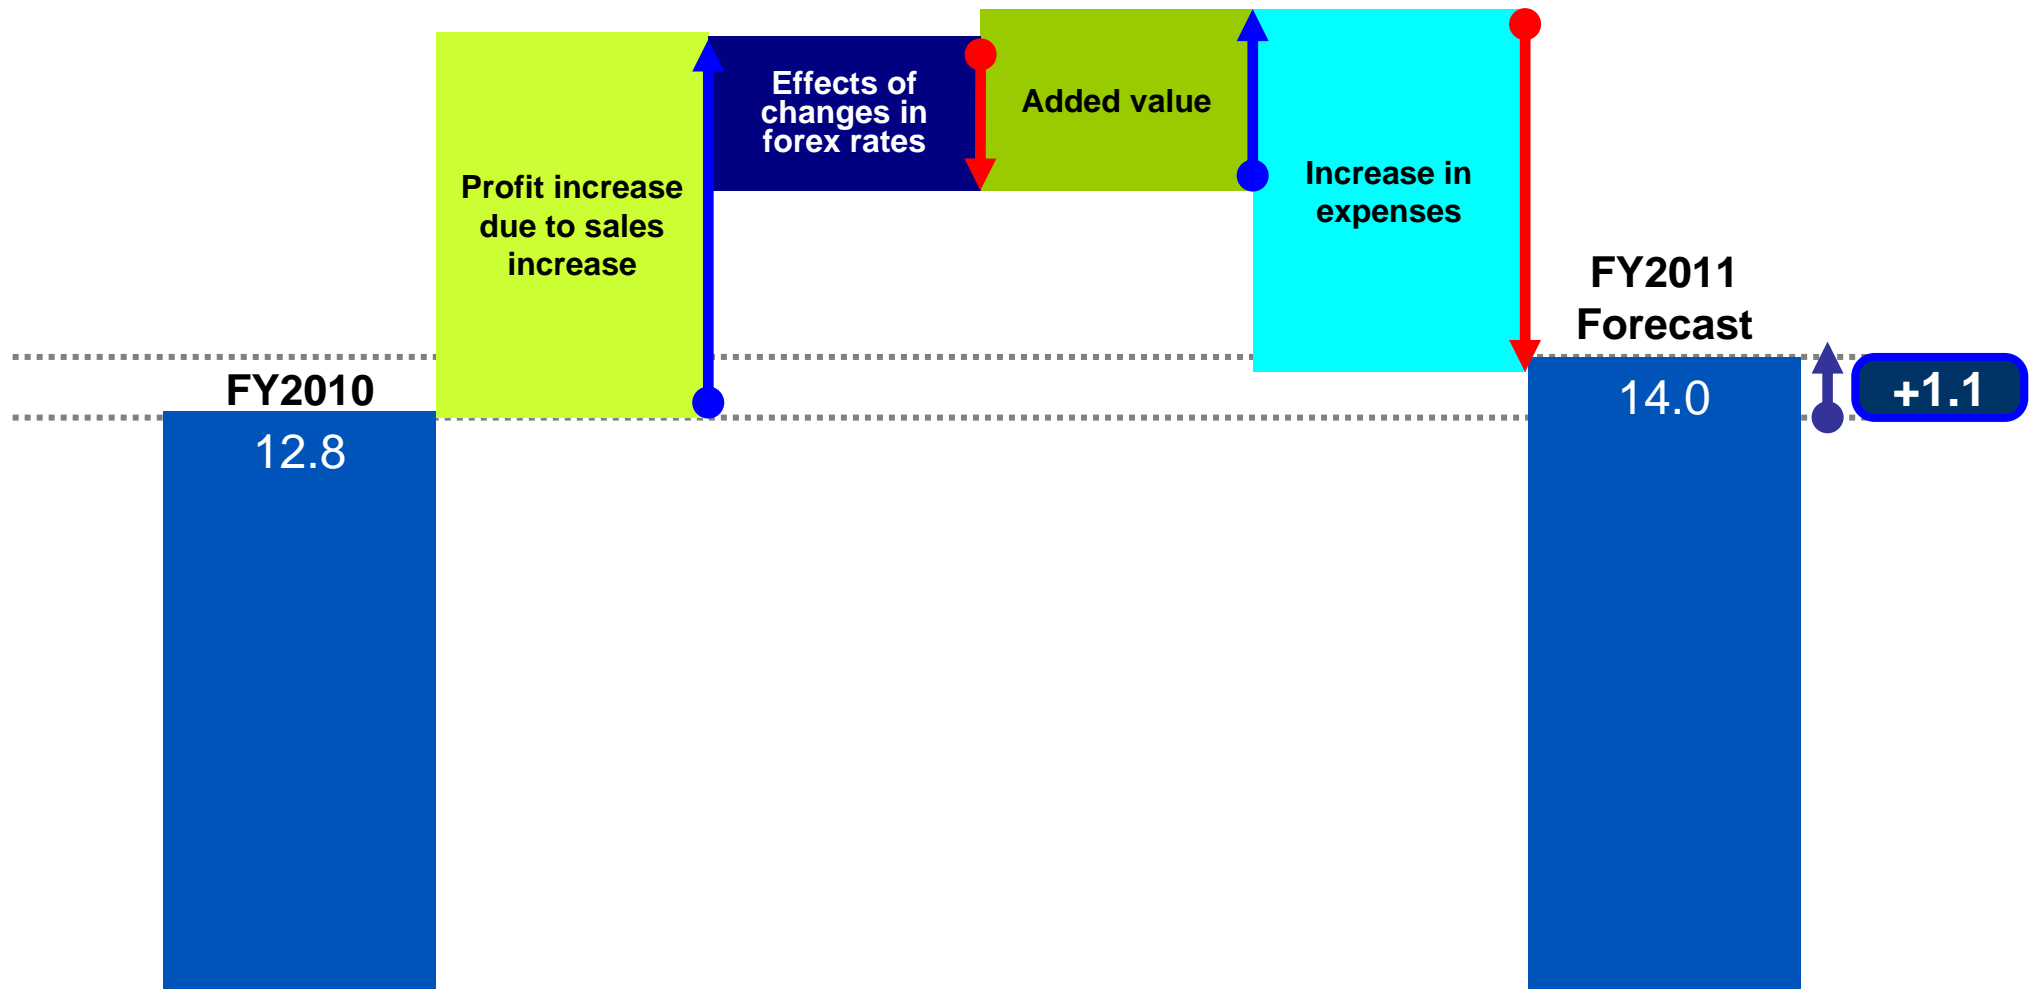 FY2010
12.8
Profit increase
due to sales
increase
Effects of
changes in
forex rates
Added value
Increase in
expenses
FY2011
Forecast
14.0
+1.1